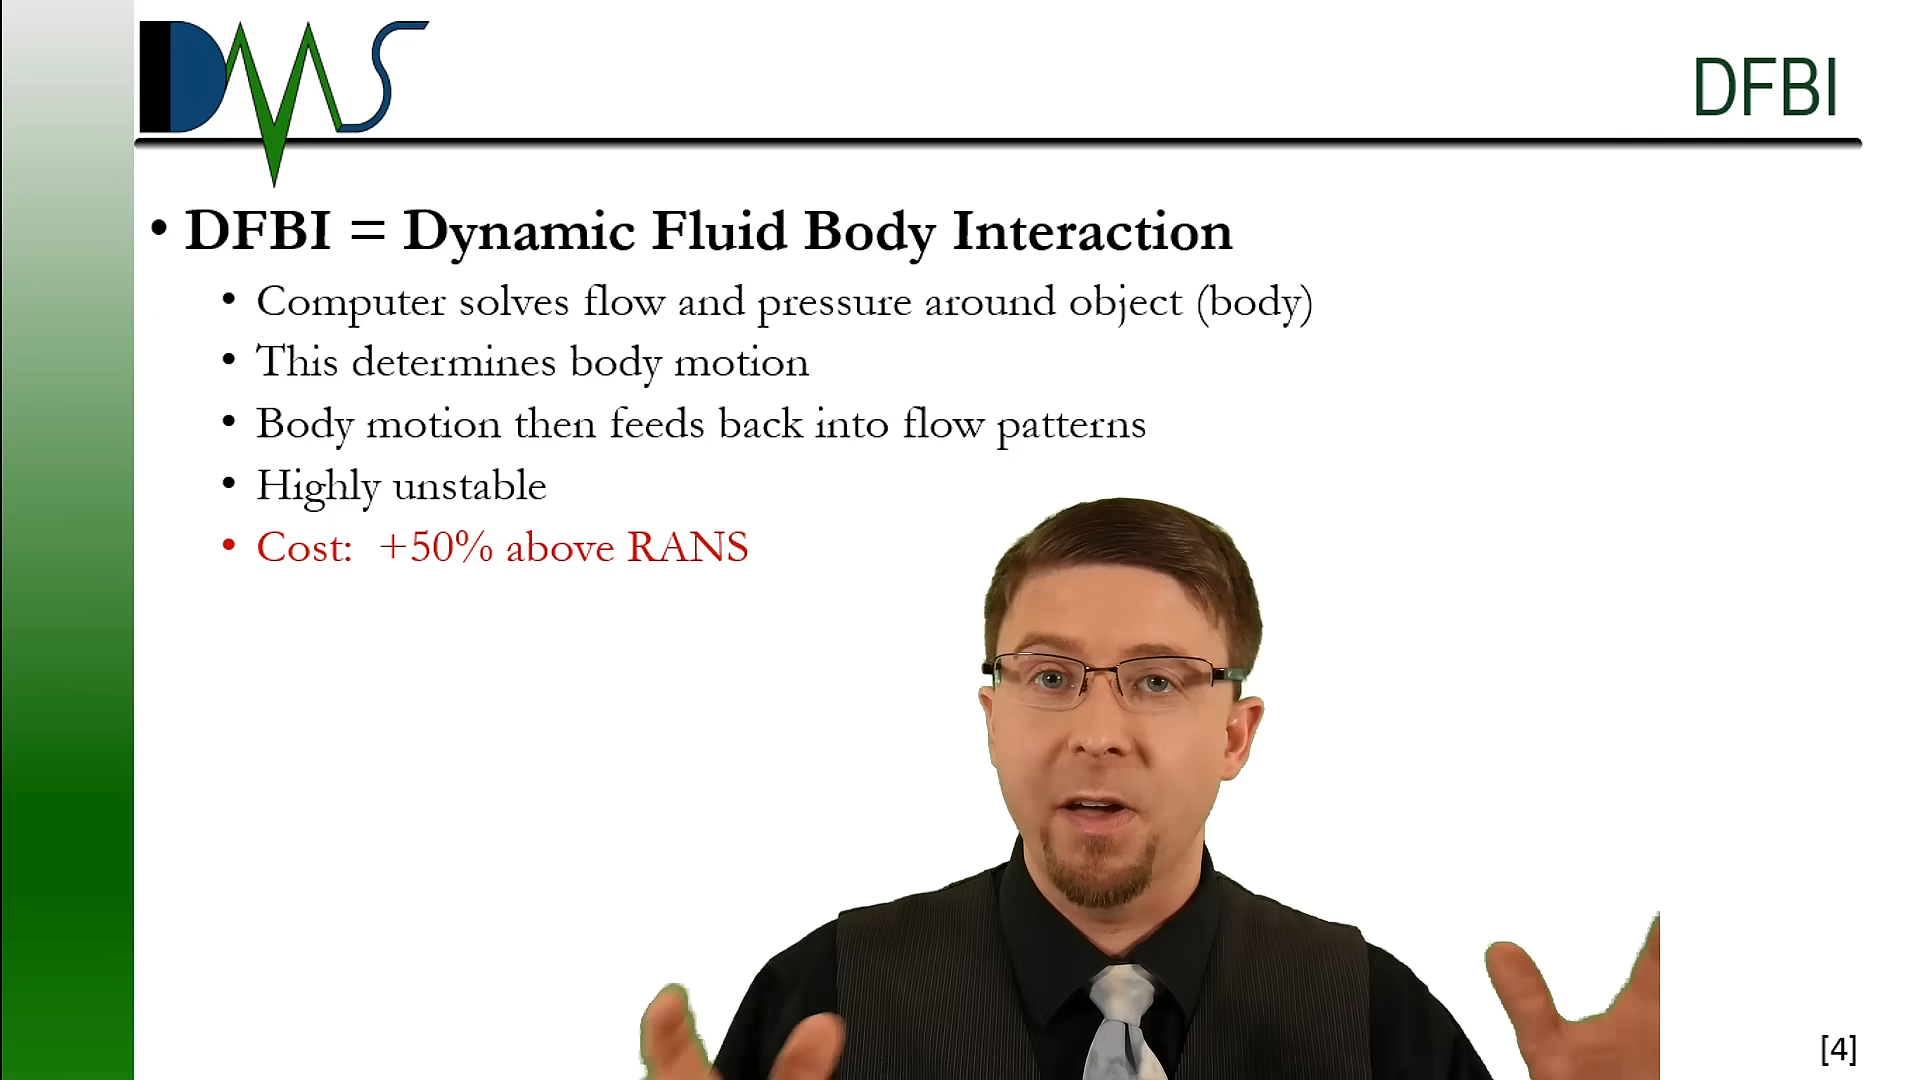 DMS
DFBI
• DFBI = Dynamic Fluid Body Interaction
• Computer solves flow and pressure around object (body)
• This determines body motion
• Body motion then feeds back into flow patterns
• Highly unstable
• Cost: +50% above RANS
[4]